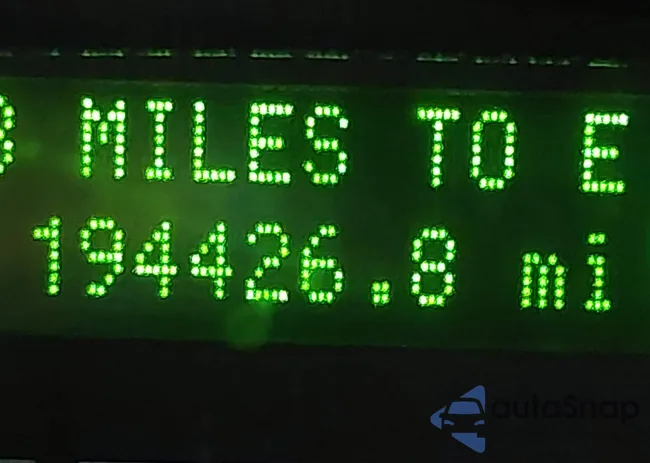 MILES TO E
194426.8 mi
autoSnap